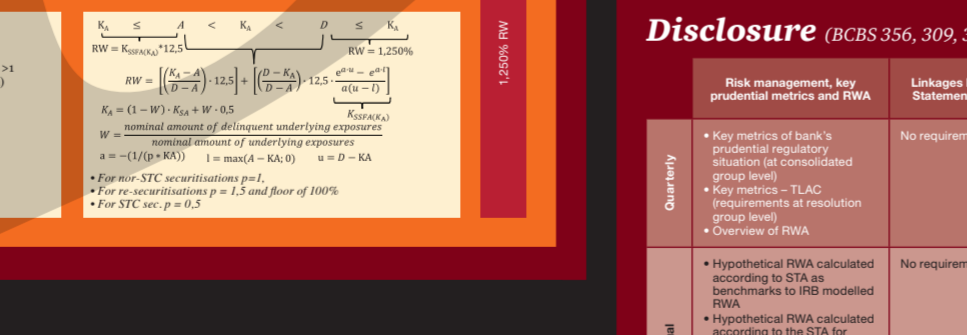 >1
)
K_A ≤ A < K_A < D ≤ K_A
RW = K_SSFA(K_A)*12,5
RW = 1,250%
RW = [((K_A − A)/(D − A)) · 12,5] + [((D − K_A)/(D − A)) · 12,5 · (e^(a·u) − e^(a·l))/(a(u − l))]
K_SSFA(K_A)
K_A = (1 − W) · K_SA + W · 0,5
W = nominal amount of delinquent underlying exposures
nominal amount of underlying exposures
a = −(1/(p * KA)) l = max(A − KA; 0) u = D − KA
• For nor-STC securitisations p=1,
• For re-securitisations p = 1,5 and floor of 100%
• For STC sec. p = 0,5
1,250% RW
Disclosure (BCBS 356, 309, 3
Risk management, key
prudential metrics and RWA
Linkages
Statemen
Quarterly
• Key metrics of bank's
prudential regulatory
situation (at consolidated
group level)
• Key metrics – TLAC
(requirements at resolution
group level)
• Overview of RWA
No requirem
• Hypothetical RWA calculated
according to STA as
benchmarks to IRB modelled
RWA
• Hypothetical RWA calculated
according to the STA for
No requirem